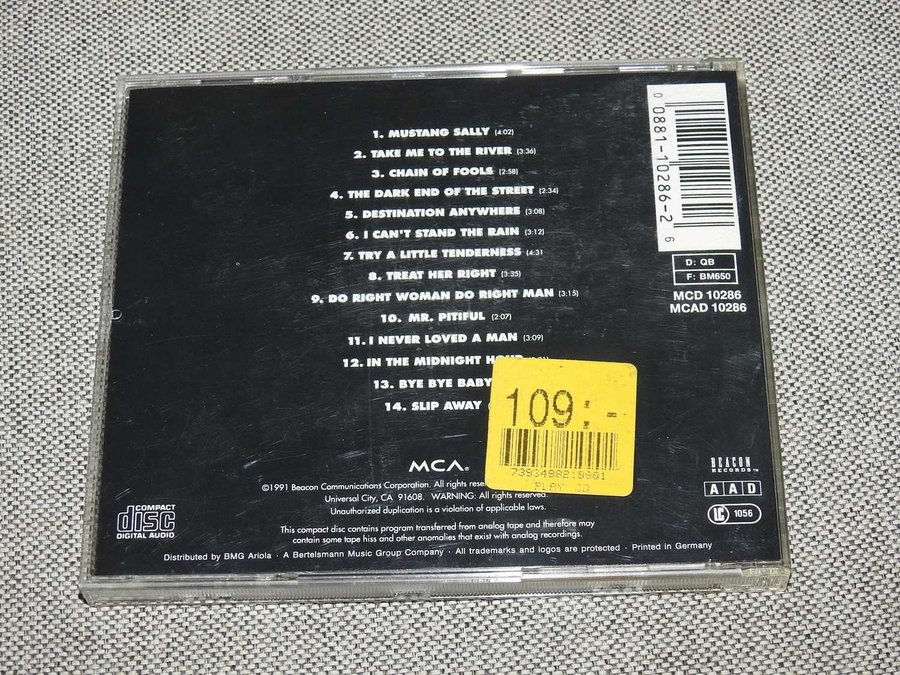 1. MUSTANG SALLY (4:02)
2. TAKE ME TO THE RIVER (3:36)
3. CHAIN OF FOOLS (2:58)
4. THE DARK END OF THE STREET (2:34)
5. DESTINATION ANYWHERE (3:08)
6. I CAN'T STAND THE RAIN (3:12)
7. TRY A LITTLE TENDERNESS (4:31
8. TREAT HER RIGHT (3:35)
9. DO RIGHT WOMAN DO RIGHT MAN (3:15)
10. MR. PITIFUL (2:07)
11. I NEVER LOVED A MAN (3:09)
12. IN THE MIDNIGHT
13. BYE BYE BABY
14. SLIP AWAY
0 0881-10286-2 6
D: QB
F: BM650
MCD 10286
MCAD 10286
109:-
PLAY CD
MCA®
©1991 Beacon Communications Corporation. All rights
Universal City, CA 91608. WARNING: All rights reserved.
Unauthorized duplication is a violation of applicable laws.
This compact disc contains program transferred from analog tape and therefore may
contain some tape hiss and other anomalies that exist with analog recordings.
Distributed by BMG Ariola · A Bertelsmann Music Group Company · All trademarks and logos are protected · Printed in Germany
COMPACT
disc
DIGITAL AUDIO
BEACON
RECORDS™
A A D
LC 1056